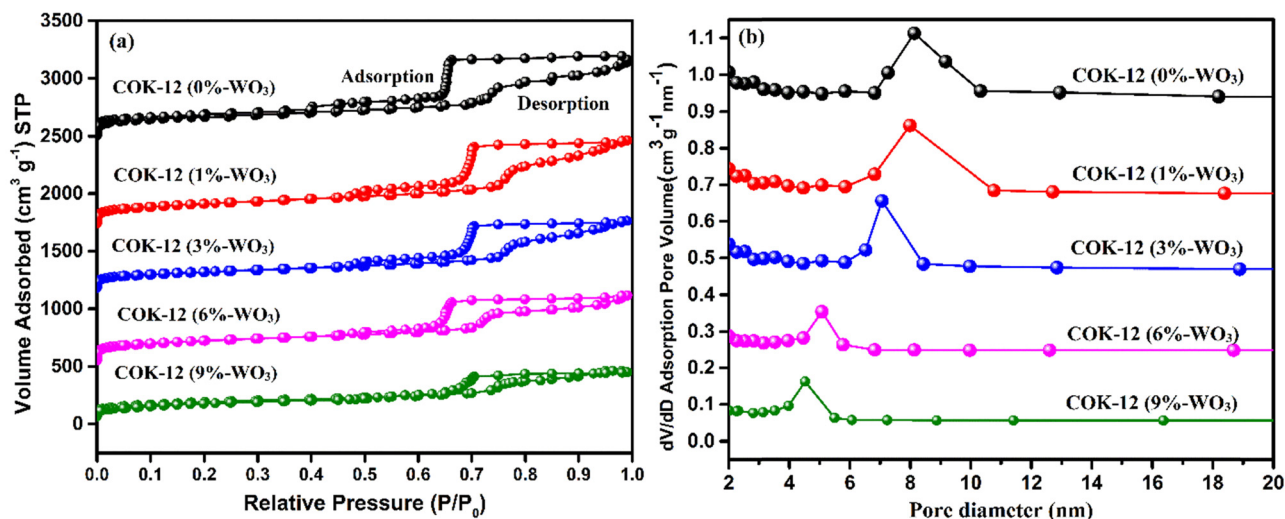 (a)
3500
3000
2500
2000
1500
1000
500
0
Volume Adsorbed (cm³ g⁻¹) STP
Adsorption
Desorption
COK-12 (0%-WO₃)
COK-12 (1%-WO₃)
COK-12 (3%-WO₃)
COK-12 (6%-WO₃)
COK-12 (9%-WO₃)
0.0 0.1 0.2 0.3 0.4 0.5 0.6 0.7 0.8 0.9 1.0
Relative Pressure (P/P₀)
(b)
1.1
1.0
0.9
0.8
0.7
0.6
0.5
0.4
0.3
0.2
0.1
0.0
dV/dD Adsorption Pore Volume(cm³ g⁻¹ nm⁻¹)
COK-12 (0%-WO₃)
COK-12 (1%-WO₃)
COK-12 (3%-WO₃)
COK-12 (6%-WO₃)
COK-12 (9%-WO₃)
2 4 6 8 10 12 14 16 18 20
Pore diameter (nm)